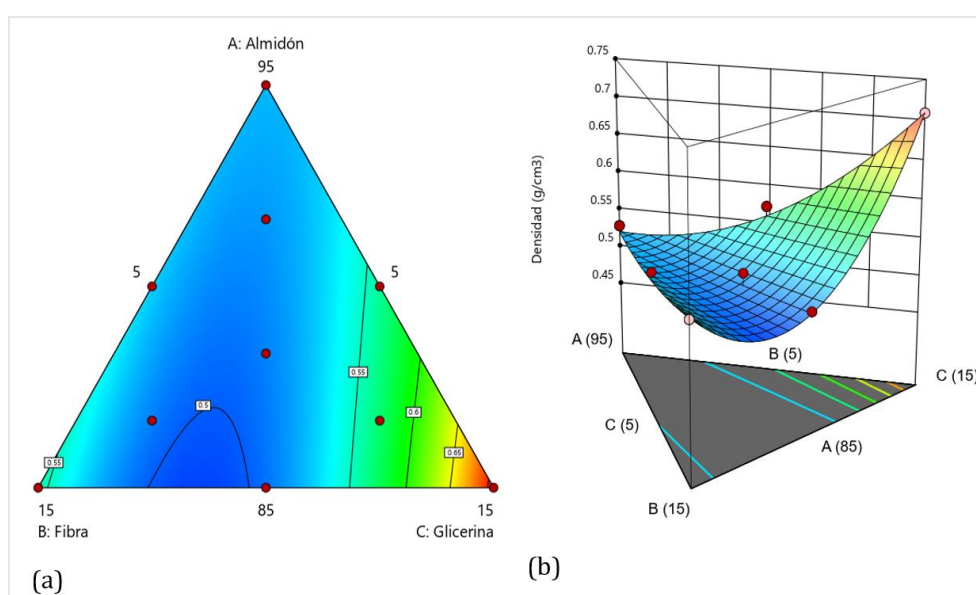 A: Almidón
95
5
5
0.55
0.5
0.55
0.6
0.65
15
85
15
B: Fibra
C: Glicerina
(a)
0.75
0.7
0.65
0.6
0.55
0.5
0.45
Densidad (g/cm3)
A (95)
B (5)
C (15)
C (5)
A (85)
B (15)
(b)